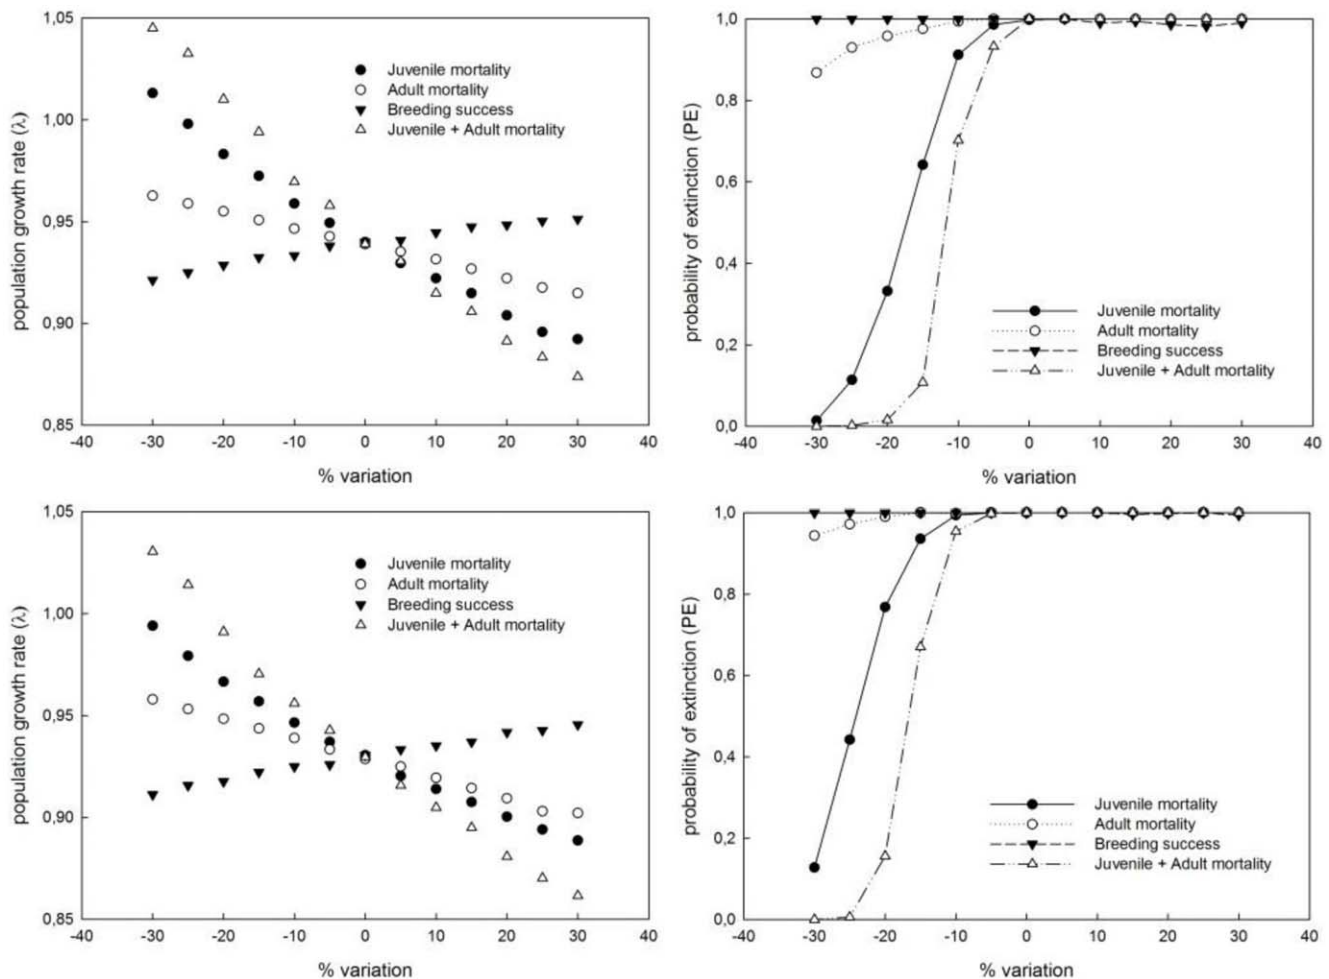 1,05
1,00
0,95
0,90
0,85
population growth rate (λ)
Juvenile mortality
Adult mortality
Breeding success
Juvenile + Adult mortality
-40 -30 -20 -10 0 10 20 30 40
% variation
1,0
0,8
0,6
0,4
0,2
0,0
probability of extinction (PE)
Juvenile mortality
Adult mortality
Breeding success
Juvenile + Adult mortality
-40 -30 -20 -10 0 10 20 30 40
% variation
1,05
1,00
0,95
0,90
0,85
population growth rate (λ)
Juvenile mortality
Adult mortality
Breeding success
Juvenile + Adult mortality
-40 -30 -20 -10 0 10 20 30 40
% variation
1,0
0,8
0,6
0,4
0,2
0,0
probability of extinction (PE)
Juvenile mortality
Adult mortality
Breeding success
Juvenile + Adult mortality
-40 -30 -20 -10 0 10 20 30 40
% variation